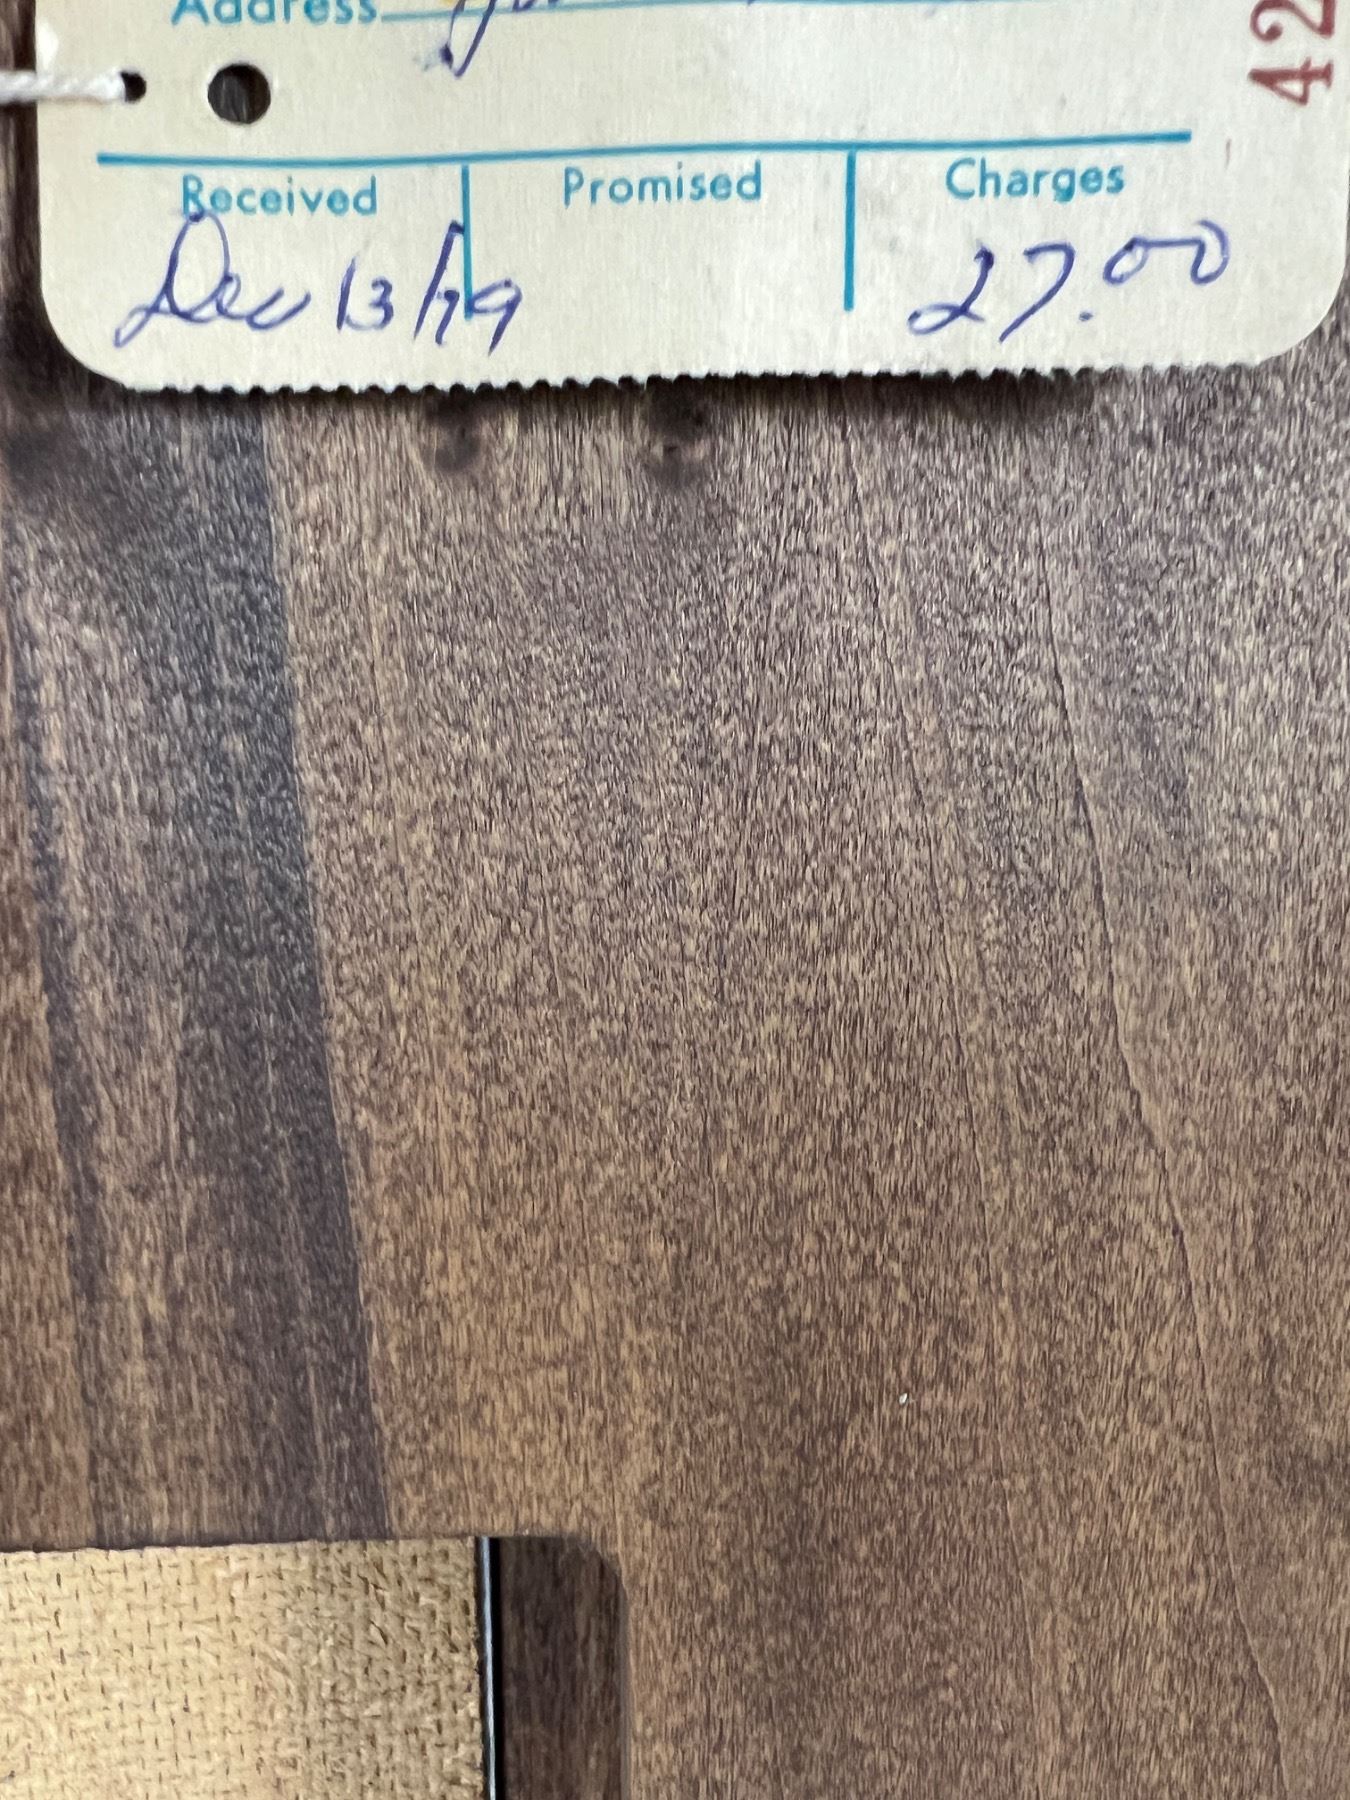 Address
42
Received Promised Charges
Dec 13/79 27.00